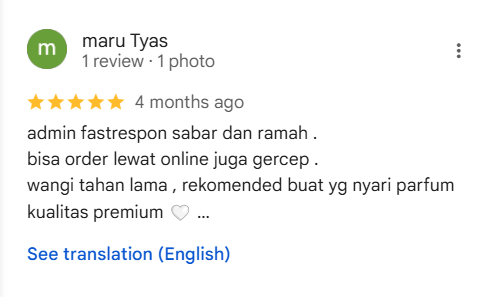 m
maru Tyas
1 review · 1 photo
4 months ago
admin fastrespon sabar dan ramah .
bisa order lewat online juga gercep .
wangi tahan lama , rekomended buat yg nyari parfum
kualitas premium 🤍 ...
See translation (English)